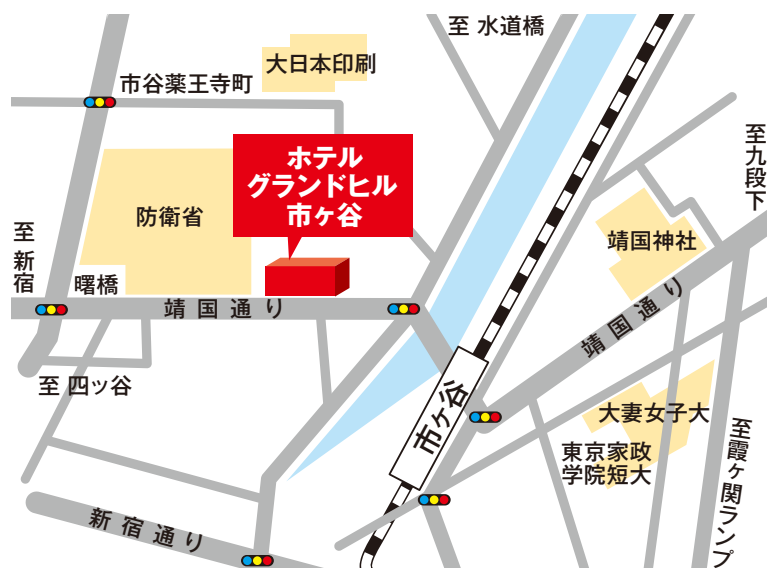 至 水道橋
大日本印刷
市谷薬王寺町
ホテル
グランドヒル
市ヶ谷
至九段下
防衛省
靖国神社
至 新宿
曙橋
靖国通り
靖国通り
至 四ッ谷
市ヶ谷
大妻女子大
東京家政
学院短大
至霞ヶ関ランプ
新宿通り